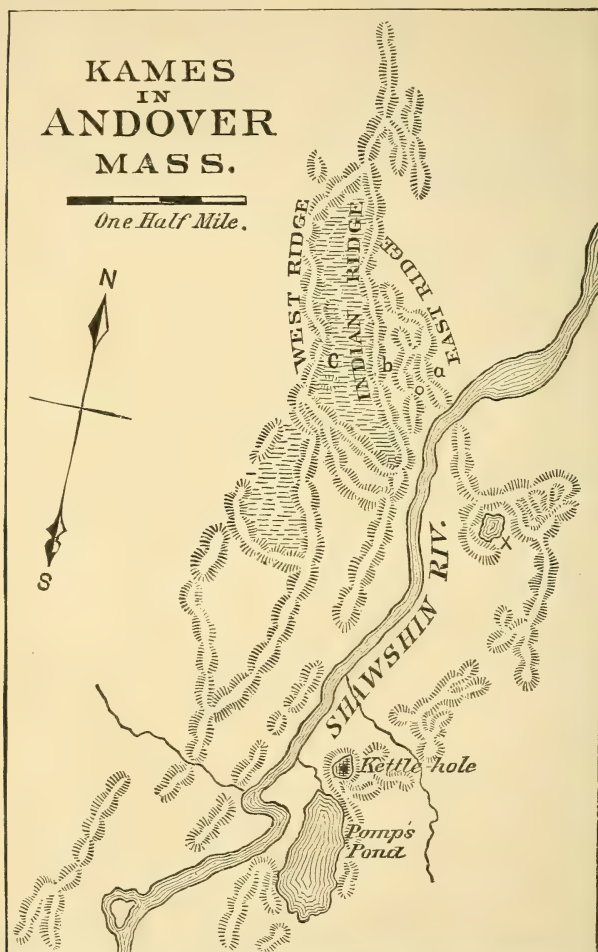 KAMES
IN
ANDOVER
MASS.
One Half Mile.
N
S
WEST RIDGE
INDIAN RIDGE
EAST RIDGE
C
b
a
X
SHAWSHIN RIV.
Kettle-hole
Pomp's
Pond